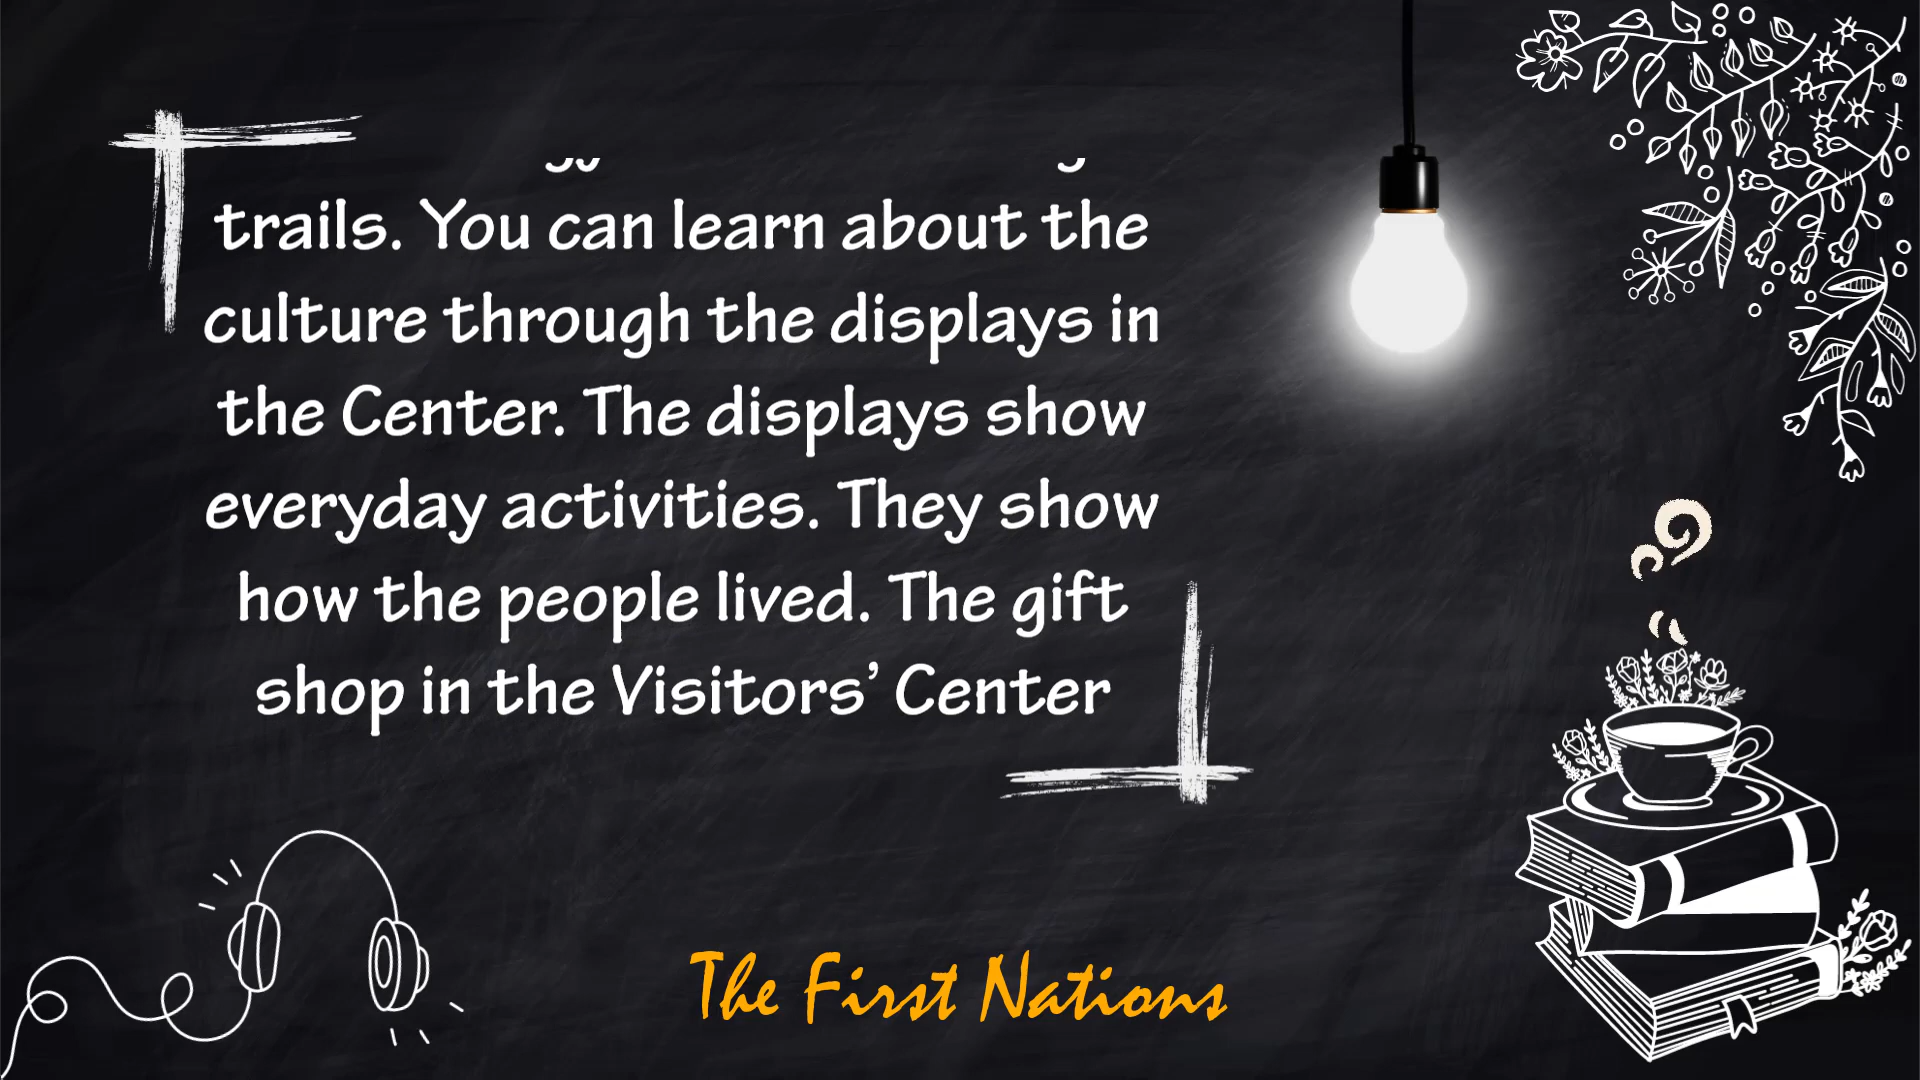 trails. You can learn about the
culture through the displays in
the Center. The displays show
everyday activities. They show
how the people lived. The gift
shop in the Visitors’ Center
The First Nations